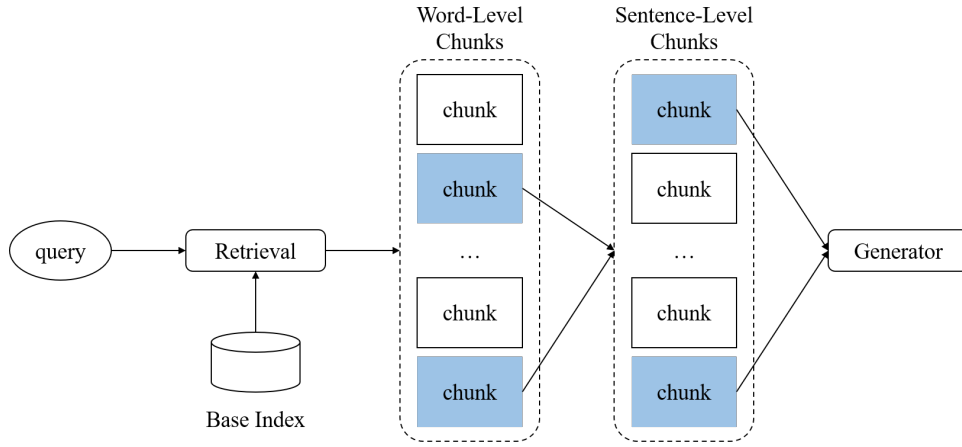 Word-Level
Chunks
Sentence-Level
Chunks
chunk
chunk
chunk
chunk
query
Retrieval
…
…
Generator
chunk
chunk
chunk
chunk
Base Index